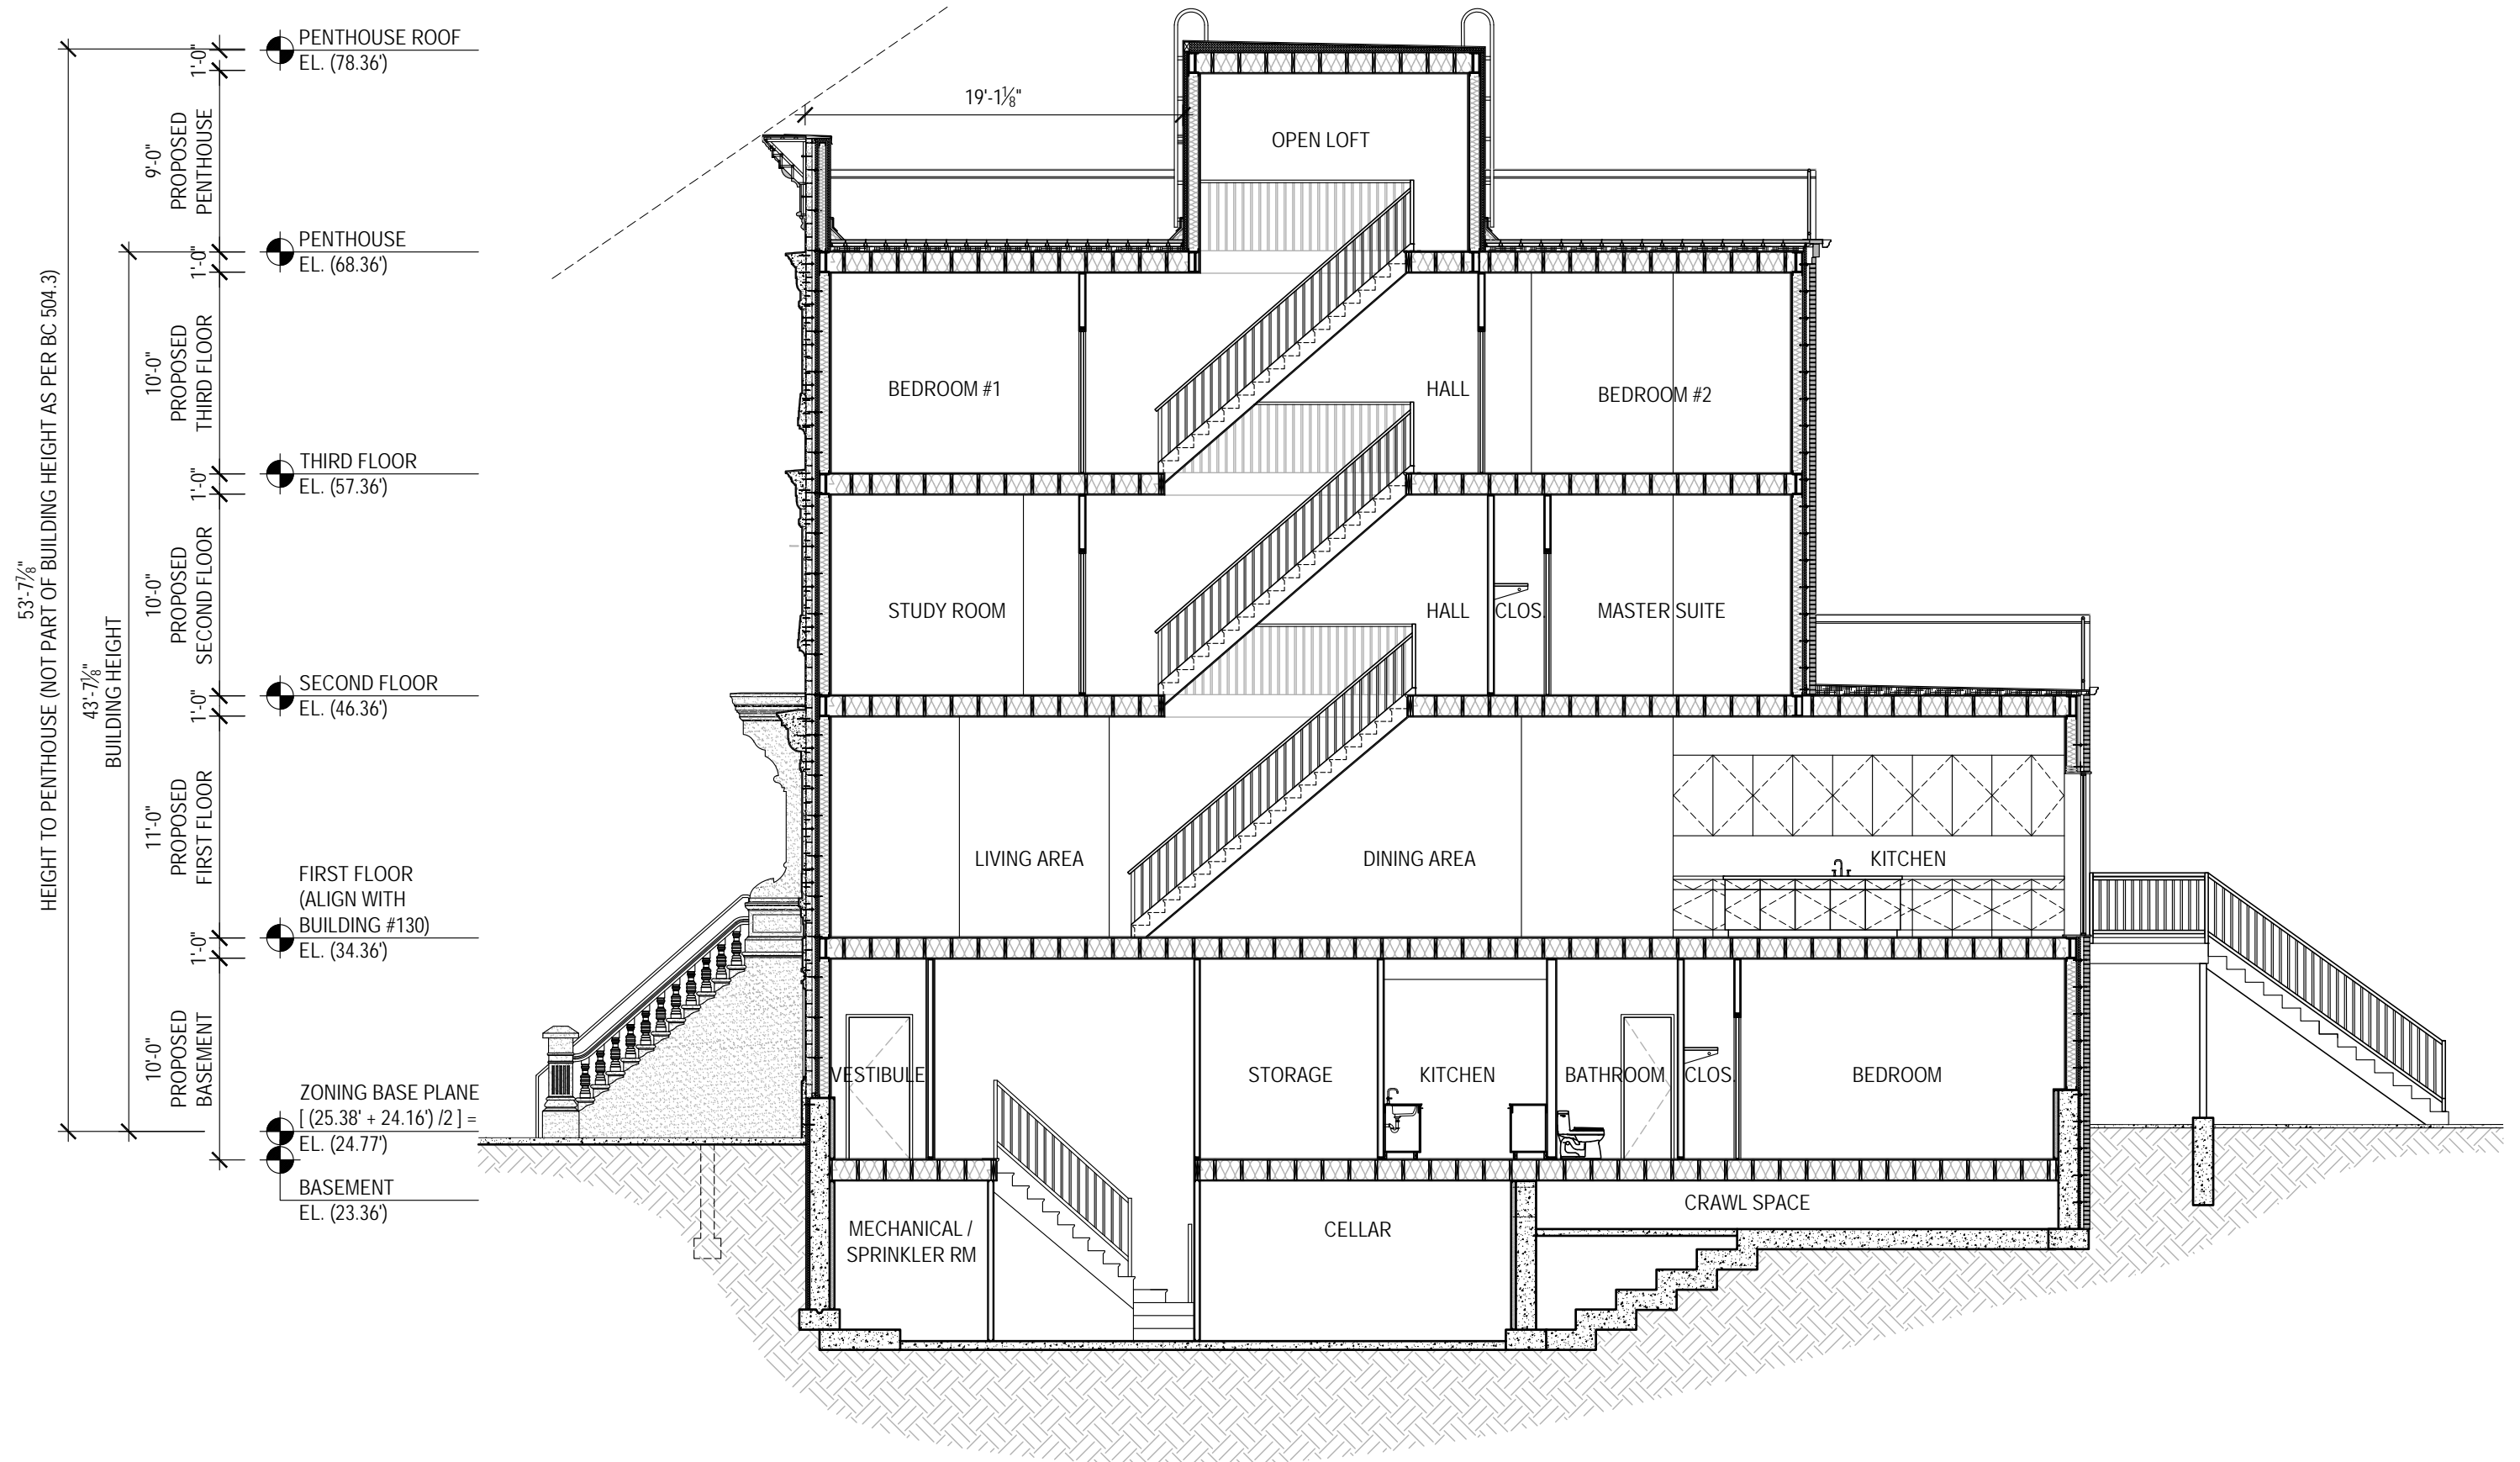 53'-7⅞"
HEIGHT TO PENTHOUSE (NOT PART OF BUILDING HEIGHT AS PER BC 504.3)
43'-7⅛"
BUILDING HEIGHT
1'-0"
9'-0"
PROPOSED
PENTHOUSE
1'-0"
10'-0"
PROPOSED
THIRD FLOOR
1'-0"
10'-0"
PROPOSED
SECOND FLOOR
1'-0"
11'-0"
PROPOSED
FIRST FLOOR
1'-0"
10'-0"
PROPOSED
BASEMENT
PENTHOUSE ROOF
EL. (78.36')
PENTHOUSE
EL. (68.36')
THIRD FLOOR
EL. (57.36')
SECOND FLOOR
EL. (46.36')
FIRST FLOOR
(ALIGN WITH
BUILDING #130)
EL. (34.36')
ZONING BASE PLANE
[ (25.38' + 24.16') /2 ] =
EL. (24.77')
BASEMENT
EL. (23.36')
19'-1⅛"
OPEN LOFT
BEDROOM #1
HALL
BEDROOM #2
STUDY ROOM
HALL
CLOS.
MASTER SUITE
LIVING AREA
DINING AREA
KITCHEN
VESTIBULE
STORAGE
KITCHEN
BATHROOM
CLOS.
BEDROOM
MECHANICAL /
SPRINKLER RM
CELLAR
CRAWL SPACE